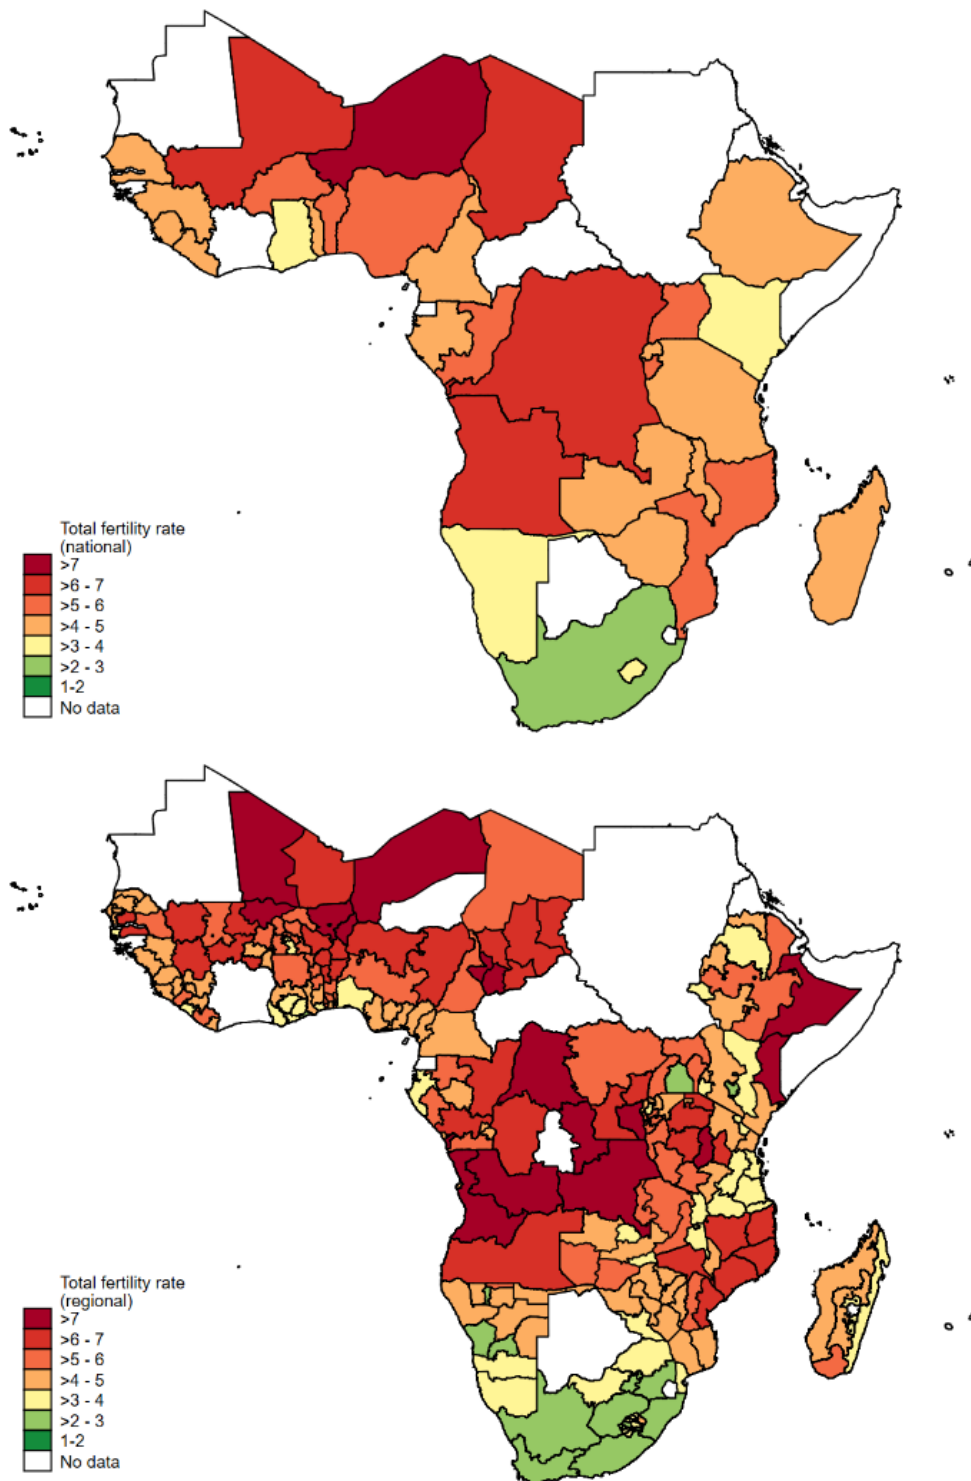 Total fertility rate
(national)
>7
>6 - 7
>5 - 6
>4 - 5
>3 - 4
>2 - 3
1-2
No data
Total fertility rate
(regional)
>7
>6 - 7
>5 - 6
>4 - 5
>3 - 4
>2 - 3
1-2
No data